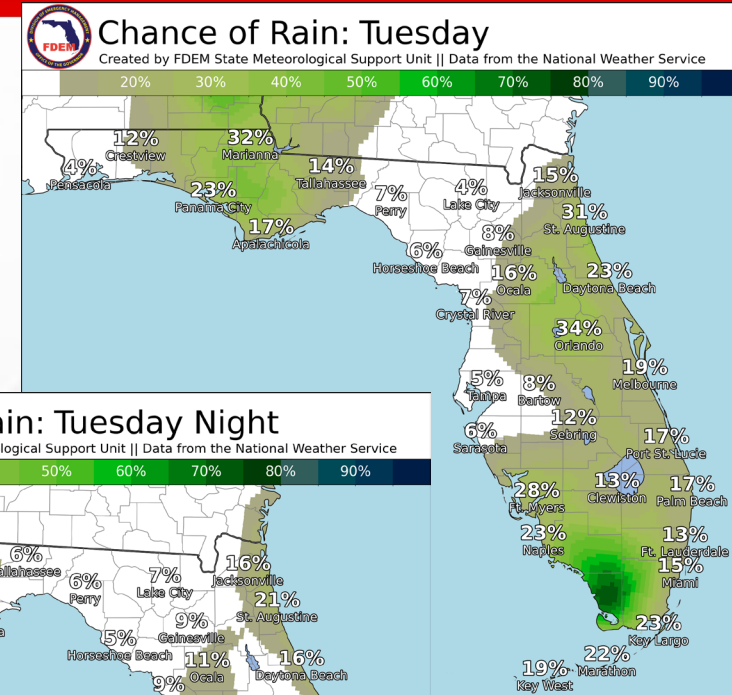 FDEM
Chance of Rain: Tuesday
Created by FDEM State Meteorological Support Unit || Data from the National Weather Service
20% 30% 40% 50% 60% 70% 80% 90%
12%
Crestview
32%
Marianna
4%
Pensacola
14%
Tallahassee
23%
Panama City
17%
Apalachicola
7%
Perry
4%
Lake City
15%
Jacksonville
31%
St. Augustine
8%
Gainesville
6%
Horseshoe Beach
16%
Ocala
23%
Daytona Beach
7%
Crystal River
34%
Orlando
19%
Melbourne
5%
Tampa
8%
Bartow
12%
Sebring
6%
Sarasota
17%
Port St. Lucie
13%
Clewiston
17%
Palm Beach
28%
Ft. Myers
23%
Naples
13%
Ft. Lauderdale
15%
Miami
23%
Key Largo
22%
Marathon
19%
Key West
ain: Tuesday Night
logical Support Unit || Data from the National Weather Service
50% 60% 70% 80% 90%
6%
allahassee
6%
Perry
7%
Lake City
16%
Jacksonville
21%
St. Augustine
9%
Gainesville
5%
Horseshoe Beach
11%
Ocala
16%
Daytona Beach
9%